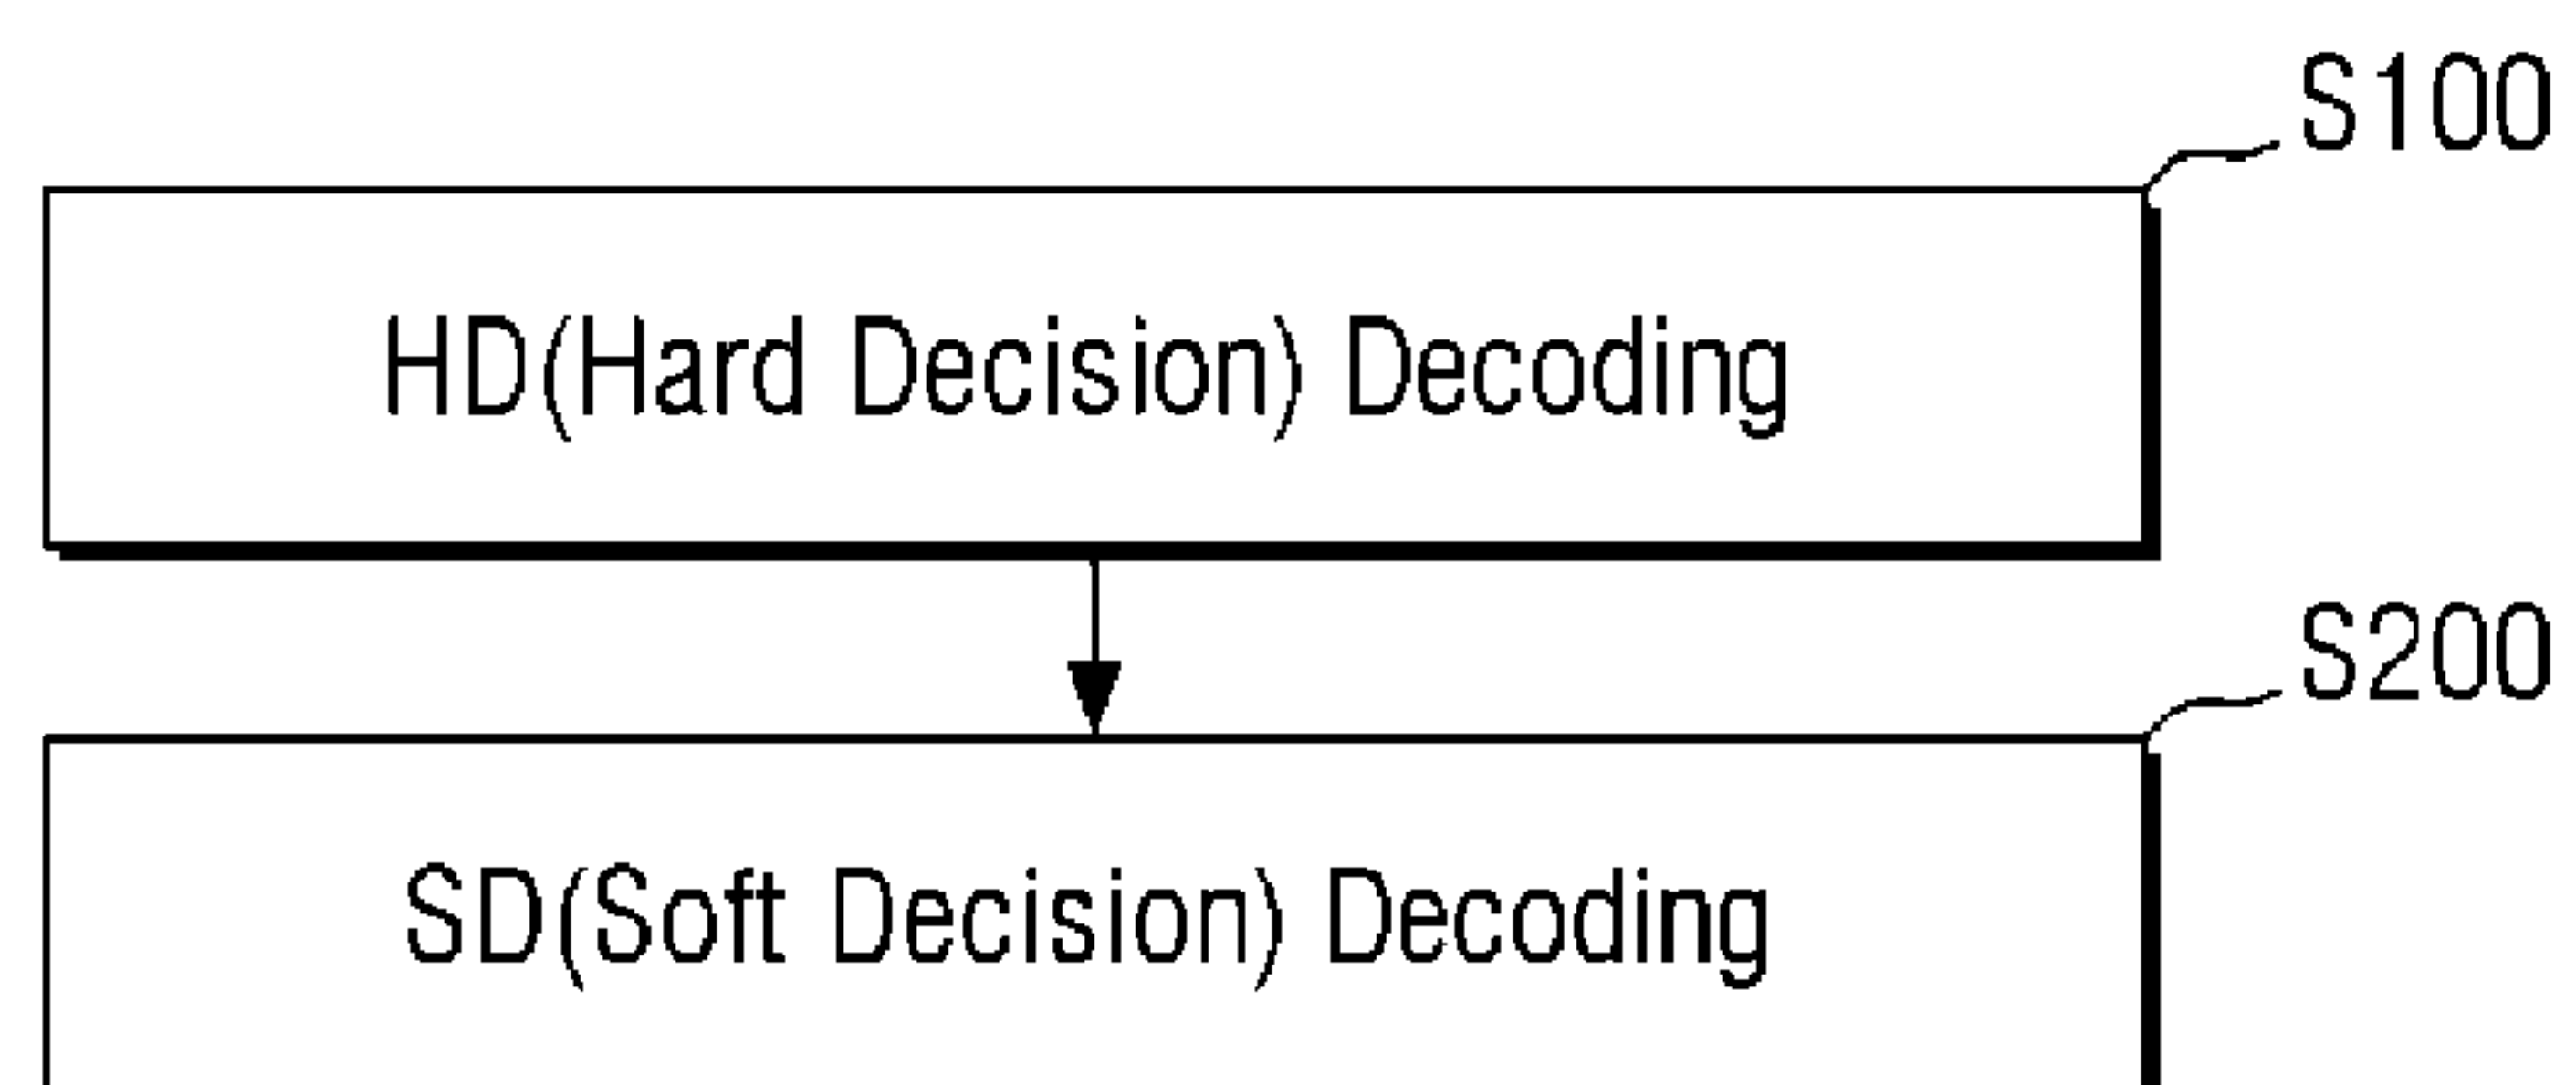 S100
HD(Hard Decision) Decoding
S200
SD(Soft Decision) Decoding